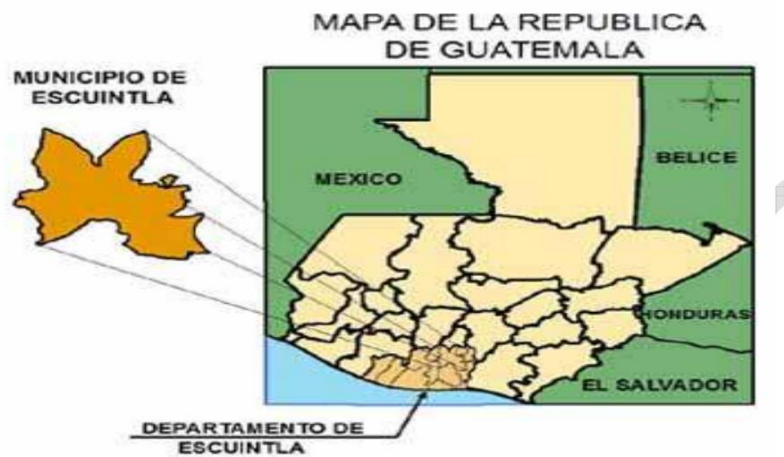 MAPA DE LA REPUBLICA
DE GUATEMALA
MUNICIPIO DE
ESCUINTLA
MEXICO
BELICE
HONDURAS
EL SALVADOR
DEPARTAMENTO DE
ESCUINTLA